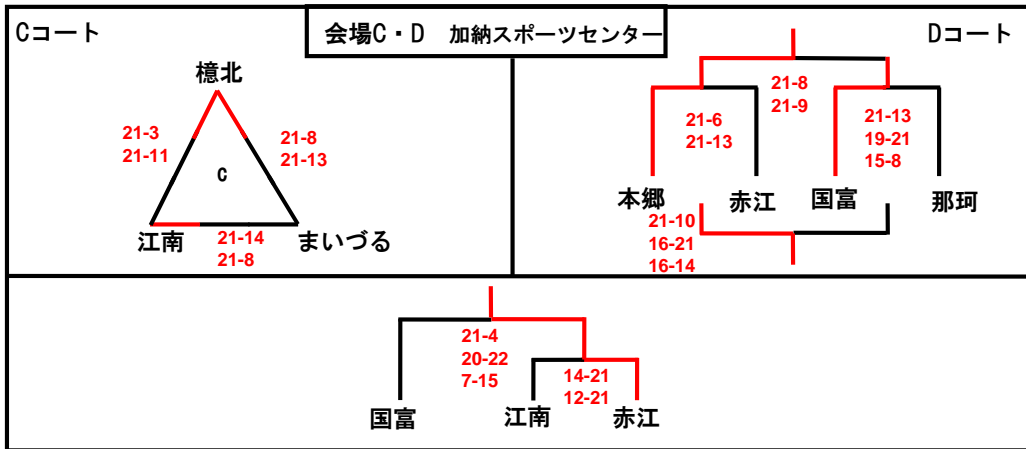 Cコート
会場C・D 加納スポーツセンター
Dコート
檍北
21-3
21-11
21-8
21-13
C
江南
まいづる
21-14
21-8
21-8
21-9
21-6
21-13
21-13
19-21
15-8
本郷
赤江
国富
那珂
21-10
16-21
16-14
21-4
20-22
7-15
14-21
12-21
国富
江南
赤江